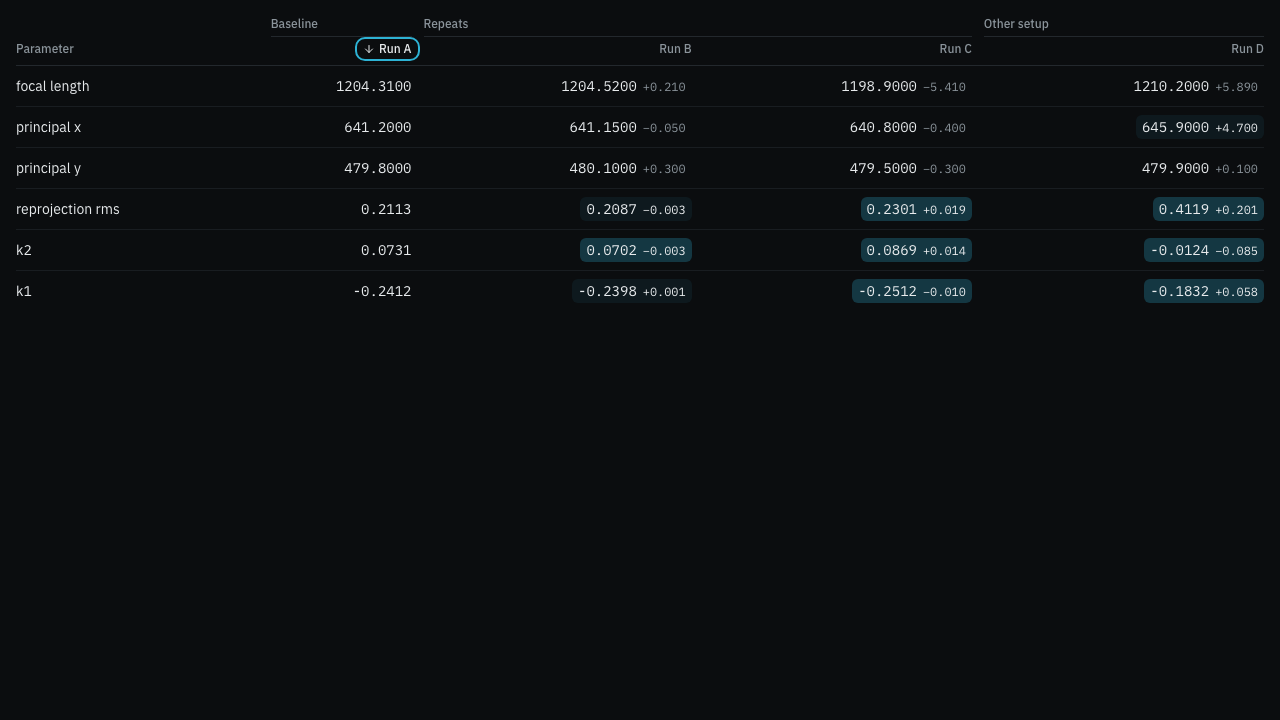 Baseline Repeats Other setup
Parameter ↓ Run A Run B Run C Run D
focal length 1204.3100 1204.5200 +0.210 1198.9000 −5.410 1210.2000 +5.890
principal x 641.2000 641.1500 −0.050 640.8000 −0.400 645.9000 +4.700
principal y 479.8000 480.1000 +0.300 479.5000 −0.300 479.9000 +0.100
reprojection rms 0.2113 0.2087 −0.003 0.2301 +0.019 0.4119 +0.201
k2 0.0731 0.0702 −0.003 0.0869 +0.014 -0.0124 −0.085
k1 -0.2412 -0.2398 +0.001 -0.2512 −0.010 -0.1832 +0.058